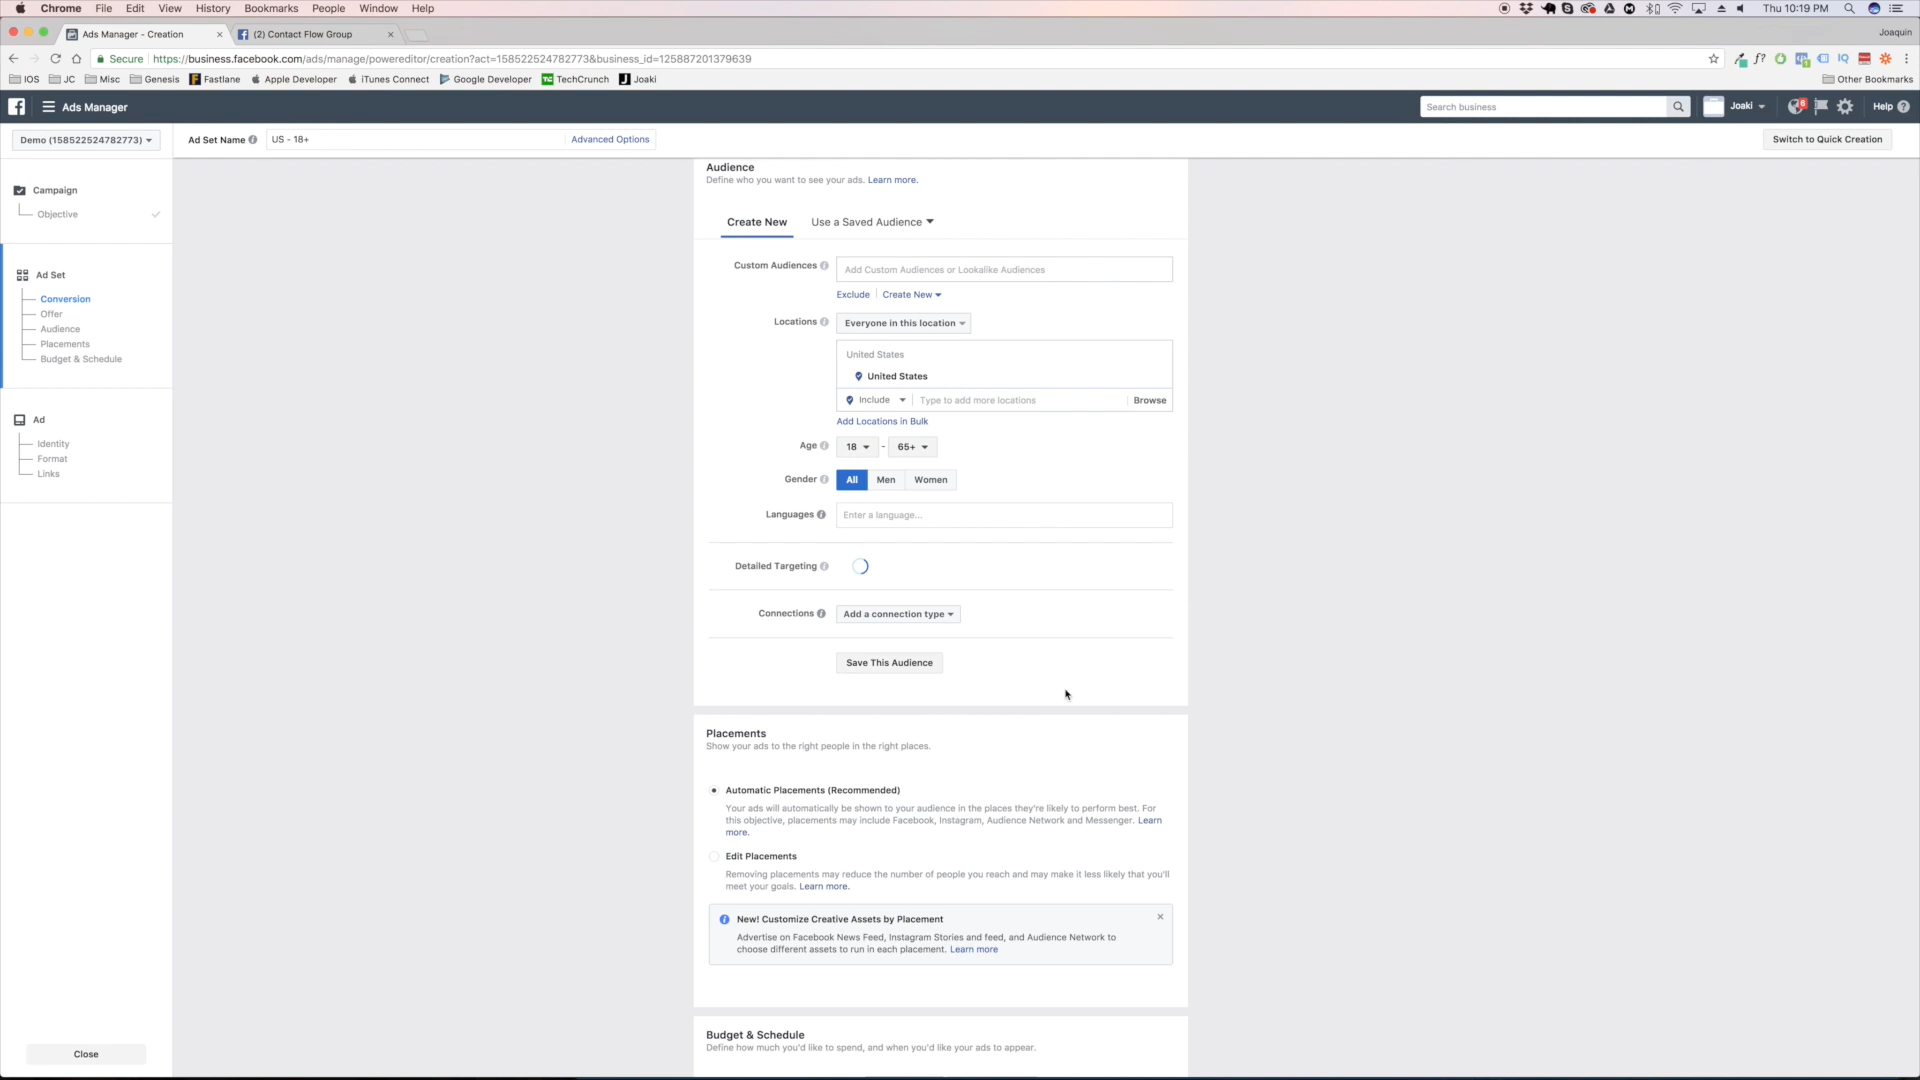 Chrome File Edit View History Bookmarks People Window Help
Thu 10:19 PM
Ads Manager - Creation
(2) Contact Flow Group
Joaquin
Secure https://business.facebook.com/ads/manage/powereditor/creation?act=158522524782773&business_id=125887201379639
IOS JC Misc Genesis Fastlane Apple Developer iTunes Connect Google Developer TechCrunch Joaki
Other Bookmarks
Ads Manager
Search business
Joaki
6
Help
Demo (158522524782773)
Ad Set Name US - 18+ Advanced Options
Switch to Quick Creation
Campaign
Objective
Ad Set
Conversion
Offer
Audience
Placements
Budget & Schedule
Ad
Identity
Format
Links
Close
Audience
Define who you want to see your ads. Learn more.
Create New Use a Saved Audience
Custom Audiences Add Custom Audiences or Lookalike Audiences
Exclude Create New
Locations Everyone in this location
United States
United States
Include Type to add more locations Browse
Add Locations in Bulk
Age 18 - 65+
Gender All Men Women
Languages Enter a language...
Detailed Targeting
Connections Add a connection type
Save This Audience
Placements
Show your ads to the right people in the right places.
Automatic Placements (Recommended)
Your ads will automatically be shown to your audience in the places they're likely to perform best. For
this objective, placements may include Facebook, Instagram, Audience Network and Messenger. Learn
more.
Edit Placements
Removing placements may reduce the number of people you reach and may make it less likely that you'll
meet your goals. Learn more.
New! Customize Creative Assets by Placement
Advertise on Facebook News Feed, Instagram Stories and feed, and Audience Network to
choose different assets to run in each placement. Learn more
Budget & Schedule
Define how much you'd like to spend, and when you'd like your ads to appear.